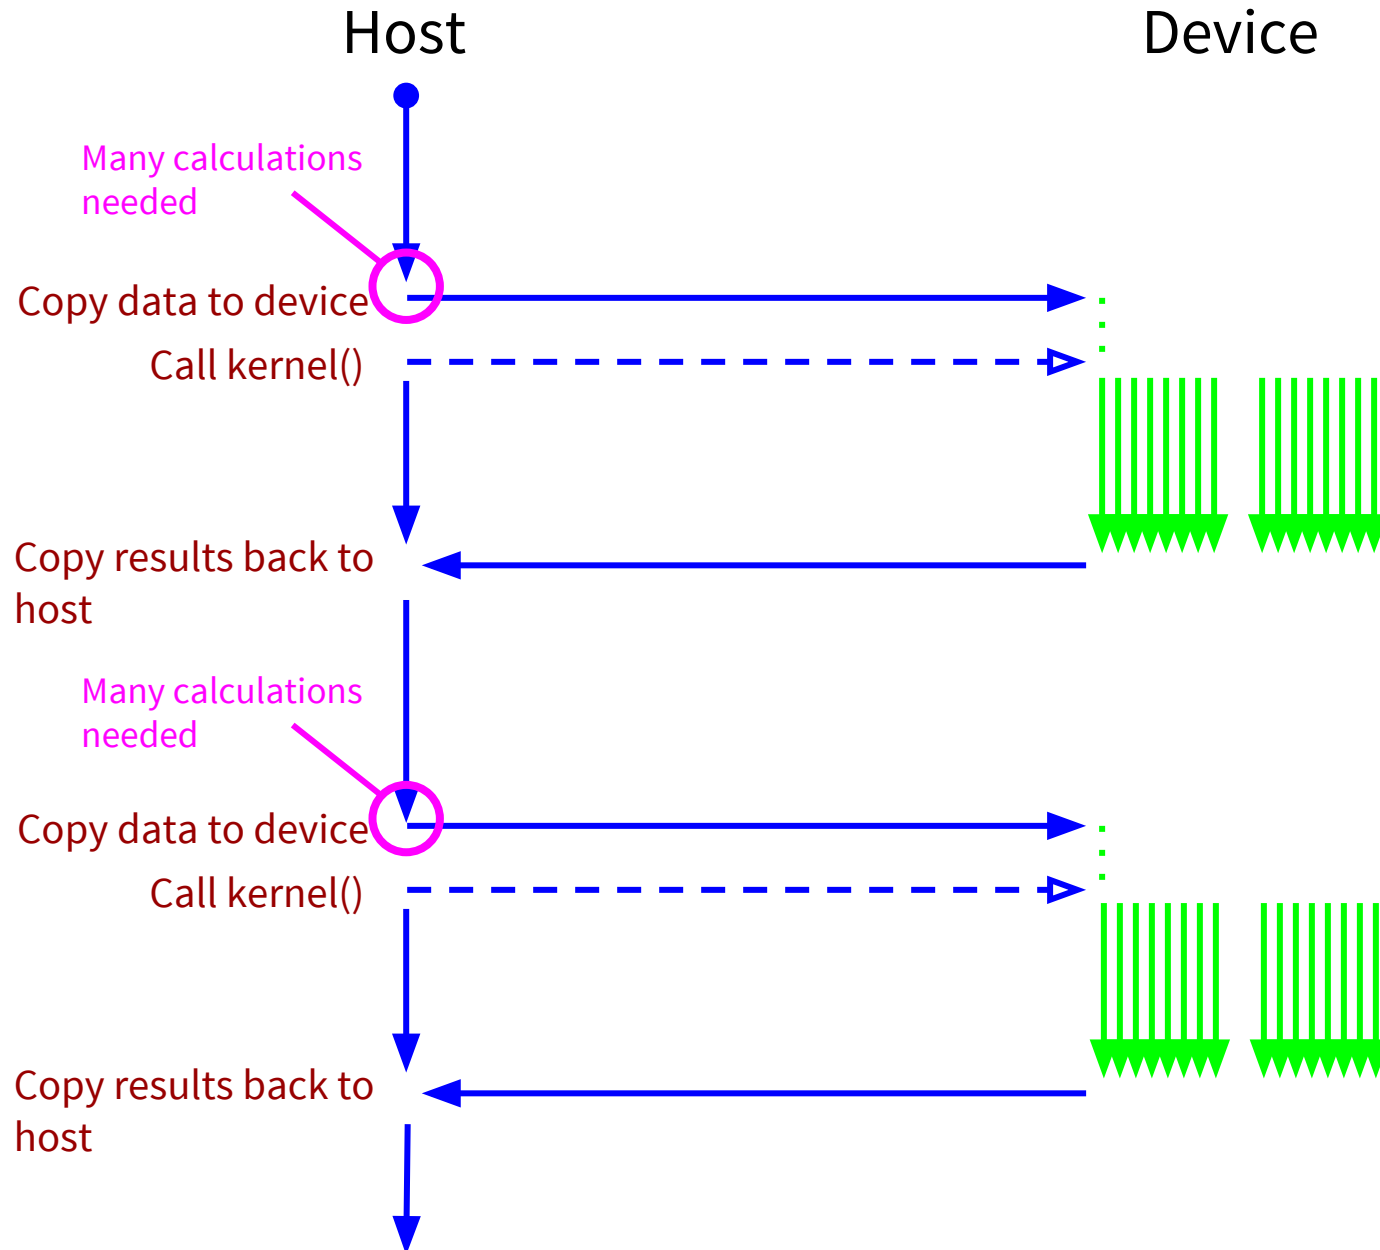 Host
Device
Many calculations
needed
Copy data to device
Call kernel()
Copy results back to
host
Many calculations
needed
Copy data to device
Call kernel()
Copy results back to
host